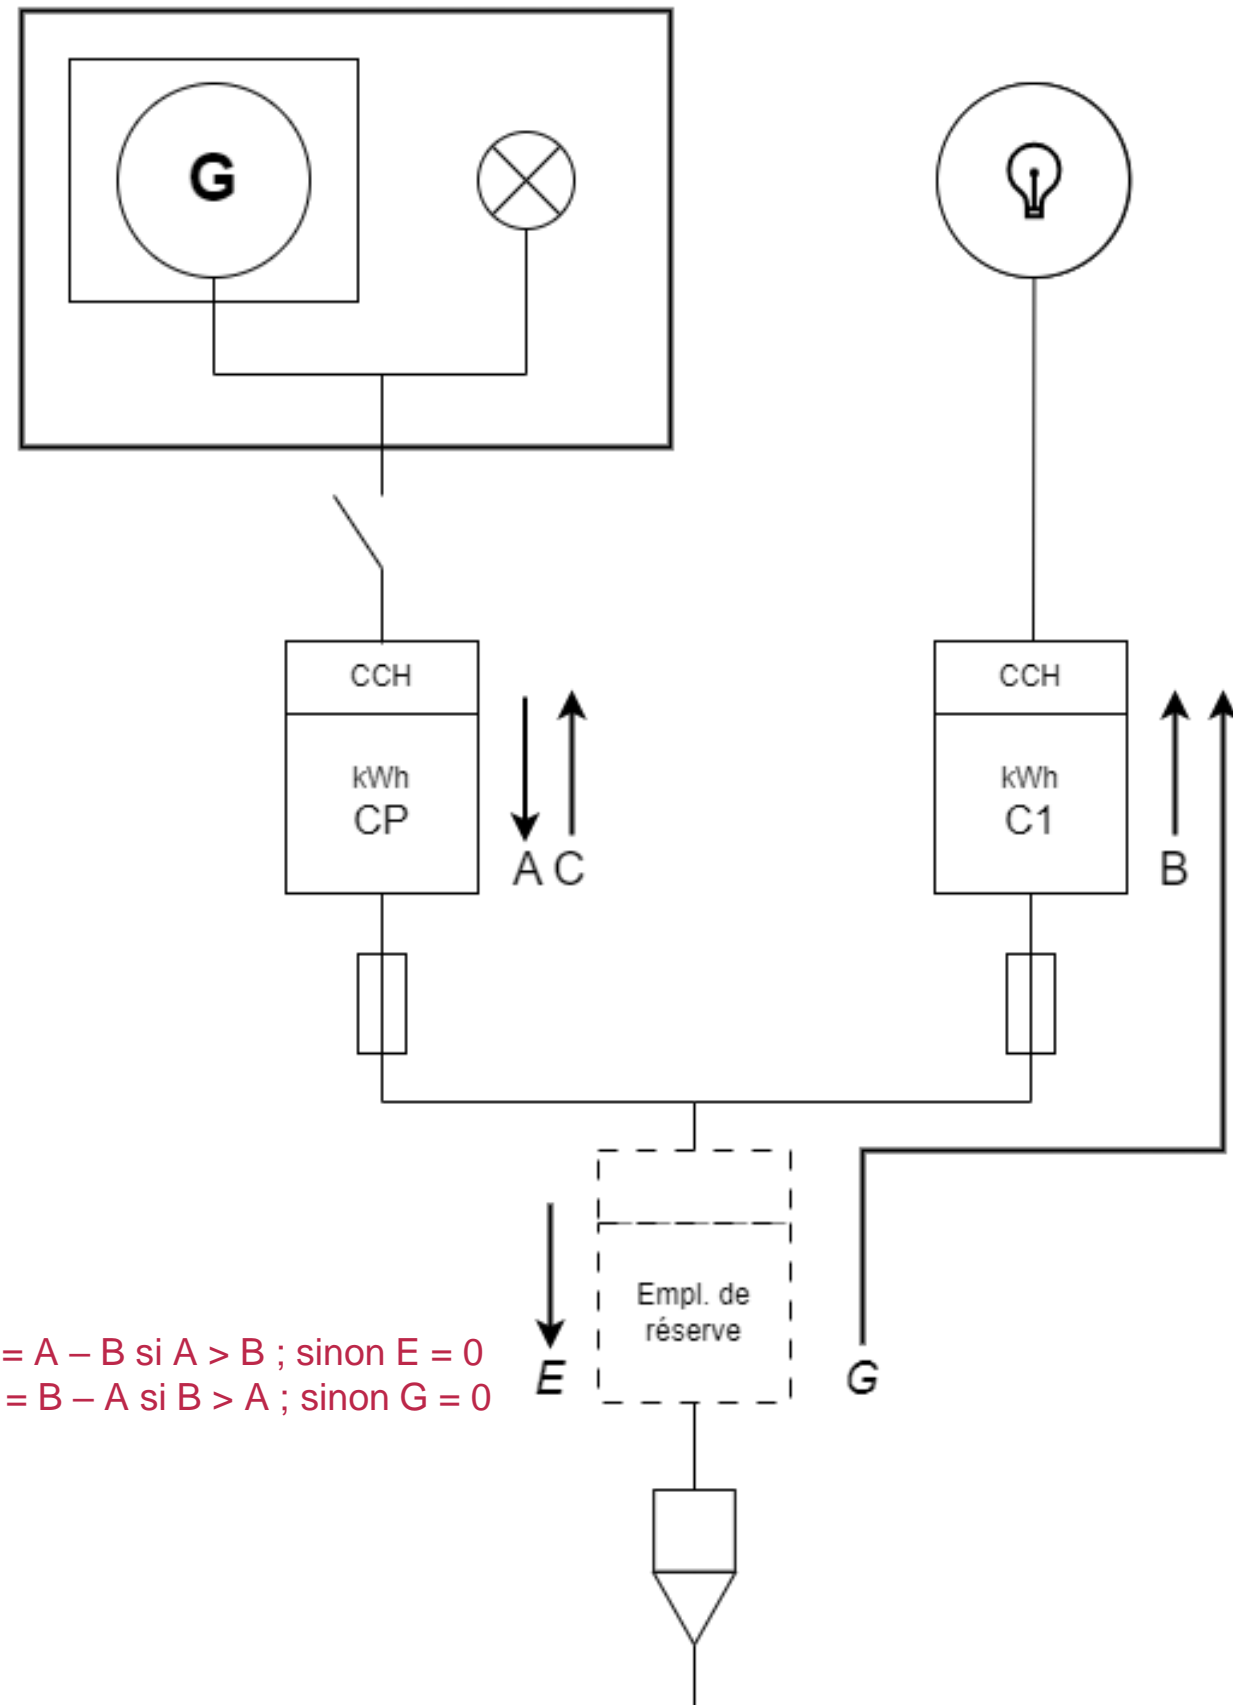 G
CCH
CCH
kWh
CP
kWh
C1
A C
B
Empl. de
réserve
E
G
= A – B si A > B ; sinon E = 0
= B – A si B > A ; sinon G = 0